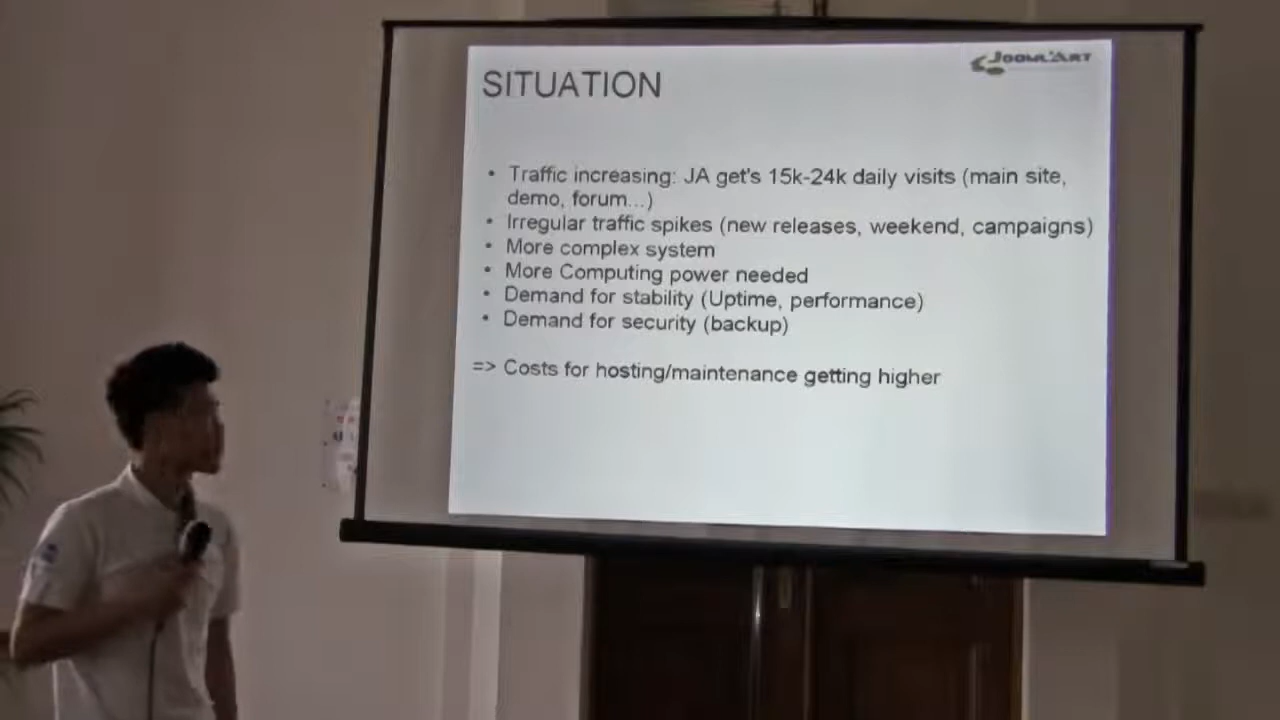 JOOML'ART
SITUATION
• Traffic increasing: JA get's 15k-24k daily visits (main site,
demo, forum...)
• Irregular traffic spikes (new releases, weekend, campaigns)
• More complex system
• More Computing power needed
• Demand for stability (Uptime, performance)
• Demand for security (backup)
=> Costs for hosting/maintenance getting higher